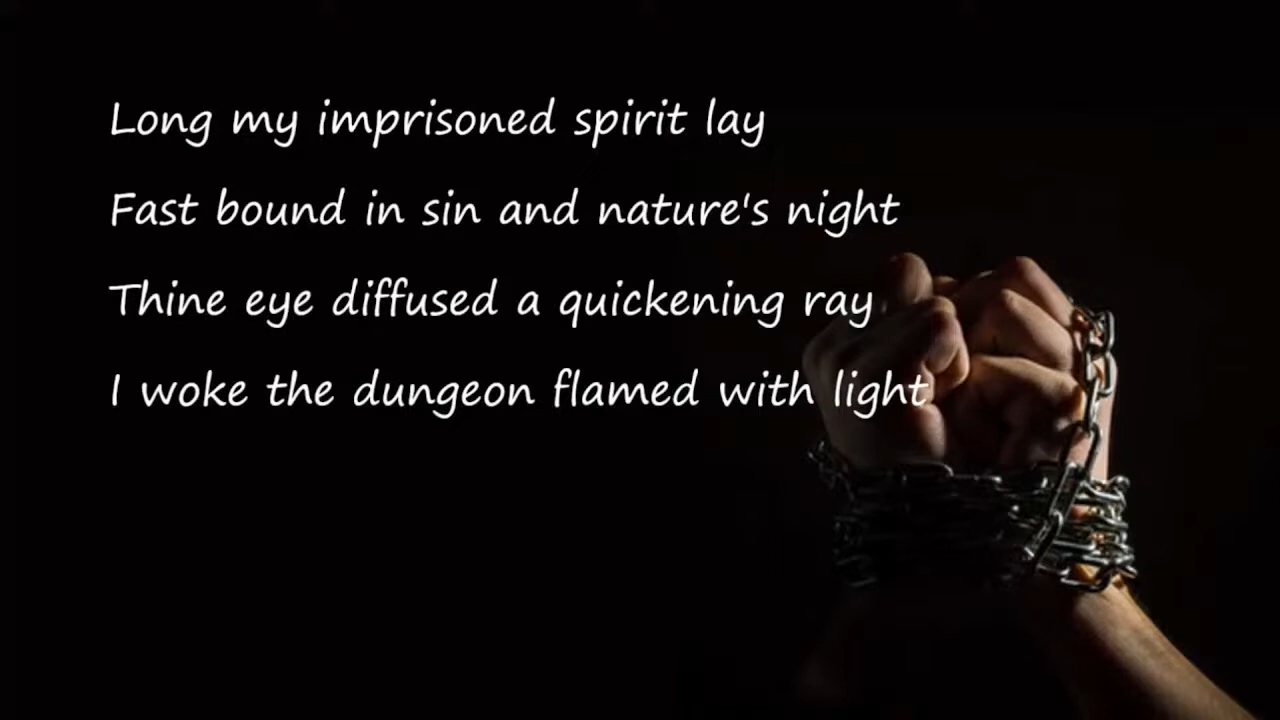 Long my imprisoned spirit lay
Fast bound in sin and nature's night
Thine eye diffused a quickening ray
I woke the dungeon flamed with light